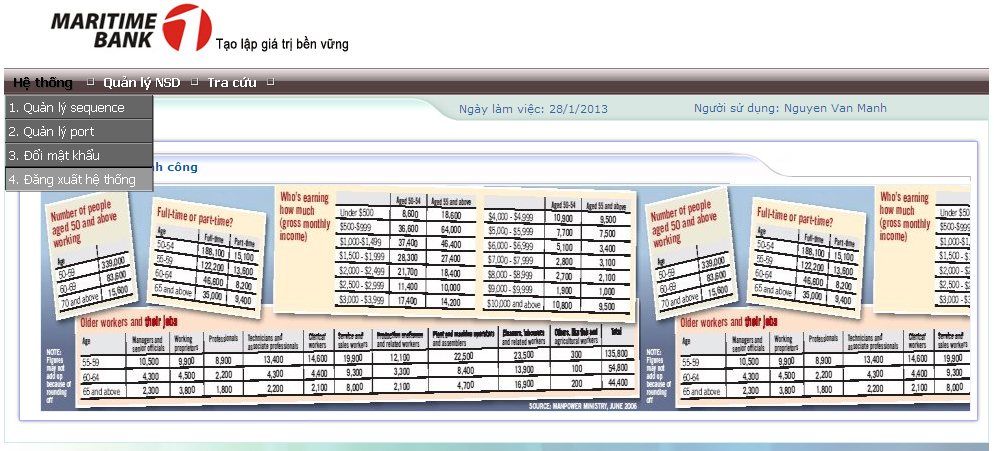 MARITIME
BANK
Tạo lập giá trị bền vững
Hệ thống Quản lý NSD Tra cứu
1. Quản lý sequence
2. Quản lý port
3. Đổi mật khẩu
4. Đăng xuất hệ thống
Ngày làm việc: 28/1/2013 Người sử dụng: Nguyen Van Manh
h công
Number of people
aged 50 and above
working
Age
50-59 339,000
60-69 83,600
70 and above 15,600
Full-time or part-time?
Age Full-time Part-time
50-54 188,100 15,100
55-59 122,200 13,600
60-64 46,600 8,200
65 and above 35,000 9,400
Who's earning
how much
(gross monthly
income)
Aged 50-54 Aged 55 and above
Under $500 8,600 18,600
$500-$999 36,600 64,000
$1,000-$1,499 37,400 46,400
$1,500 - $1,999 28,300 27,400
$2,000 - $2,499 21,700 18,400
$2,500 - $2,999 11,400 10,000
$3,000 - $3,999 17,400 14,200
Aged 50-54 Aged 55 and above
$4,000 - $4,999 10,900 9,500
$5,000 - $5,999 7,700 7,500
$6,000 - $6,999 5,100 3,400
$7,000 - $7,999 2,800 3,100
$8,000 - $8,999 2,700 2,100
$9,000 - $9,999 1,900 1,000
$10,000 and above 10,800 9,500
Older workers and their jobs
Age Managers and senior officials Working proprietors Professionals Technicians and associate professionals Clerical workers Service and sales workers Production craftsmen and related workers Plant and machine operators and assemblers Cleaners, labourers and related workers Others, like fish and agricultural workers Total
55-59 10,500 9,900 8,900 13,400 14,600 19,900 12,100 22,500 23,500 300 135,800
60-64 4,300 4,500 2,200 4,300 4,400 9,300 3,300 8,400 13,900 100 54,800
65 and above 2,300 3,800 1,800 2,200 2,100 8,000 2,100 4,700 16,900 200 44,400
NOTE:
Figures
may not
add up
because of
rounding
off
SOURCE: MANPOWER MINISTRY, JUNE 2006
Number of people
aged 50 and above
working
Age
50-59 339,000
60-69 83,600
70 and above 15,600
Full-time or part-time?
Age Full-time Part-time
50-54 188,100 15,100
55-59 122,200 13,600
60-64 46,600 8,200
65 and above 35,000 9,400
Who's earning
how much
(gross monthly
income)
Under $50
$500-$99
$1,000-$1,
$1,500 - $
$2,000 - $
$2,500 - $
$3,000 - $
Older workers and their jobs
Age Managers and senior officials Working proprietors Professionals Technicians and associate professionals Clerical workers Service and sales workers
55-59 10,500 9,900 8,900 13,400 14,600 19,900
60-64 4,300 4,500 2,200 4,300 4,400 9,300
65 and above 2,300 3,800 1,800 2,200 2,100 8,000
NOTE:
Figures
may not
add up
because of
rounding
off